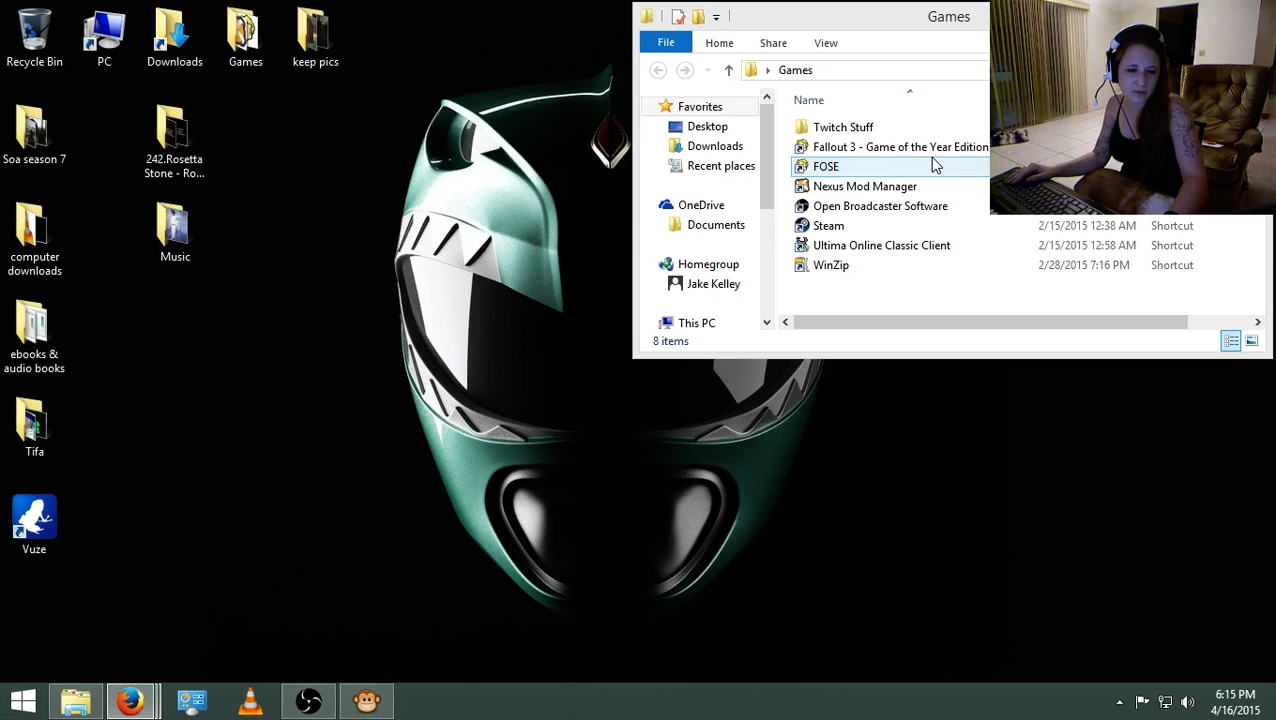 Recycle Bin
PC
Downloads
Games
keep pics
Soa season 7
242.Rosetta
Stone - Ro...
computer
downloads
Music
ebooks &
audio books
Tifa
Vuze
Games
File
Home
Share
View
Games
Name
Favorites
Desktop
Downloads
Recent places
OneDrive
Documents
Homegroup
Jake Kelley
This PC
Twitch Stuff
Fallout 3 - Game of the Year Edition
FOSE
Nexus Mod Manager
Open Broadcaster Software
Steam 2/15/2015 12:38 AM Shortcut
Ultima Online Classic Client 2/15/2015 12:58 AM Shortcut
WinZip 2/28/2015 7:16 PM Shortcut
8 items
6:15 PM
4/16/2015